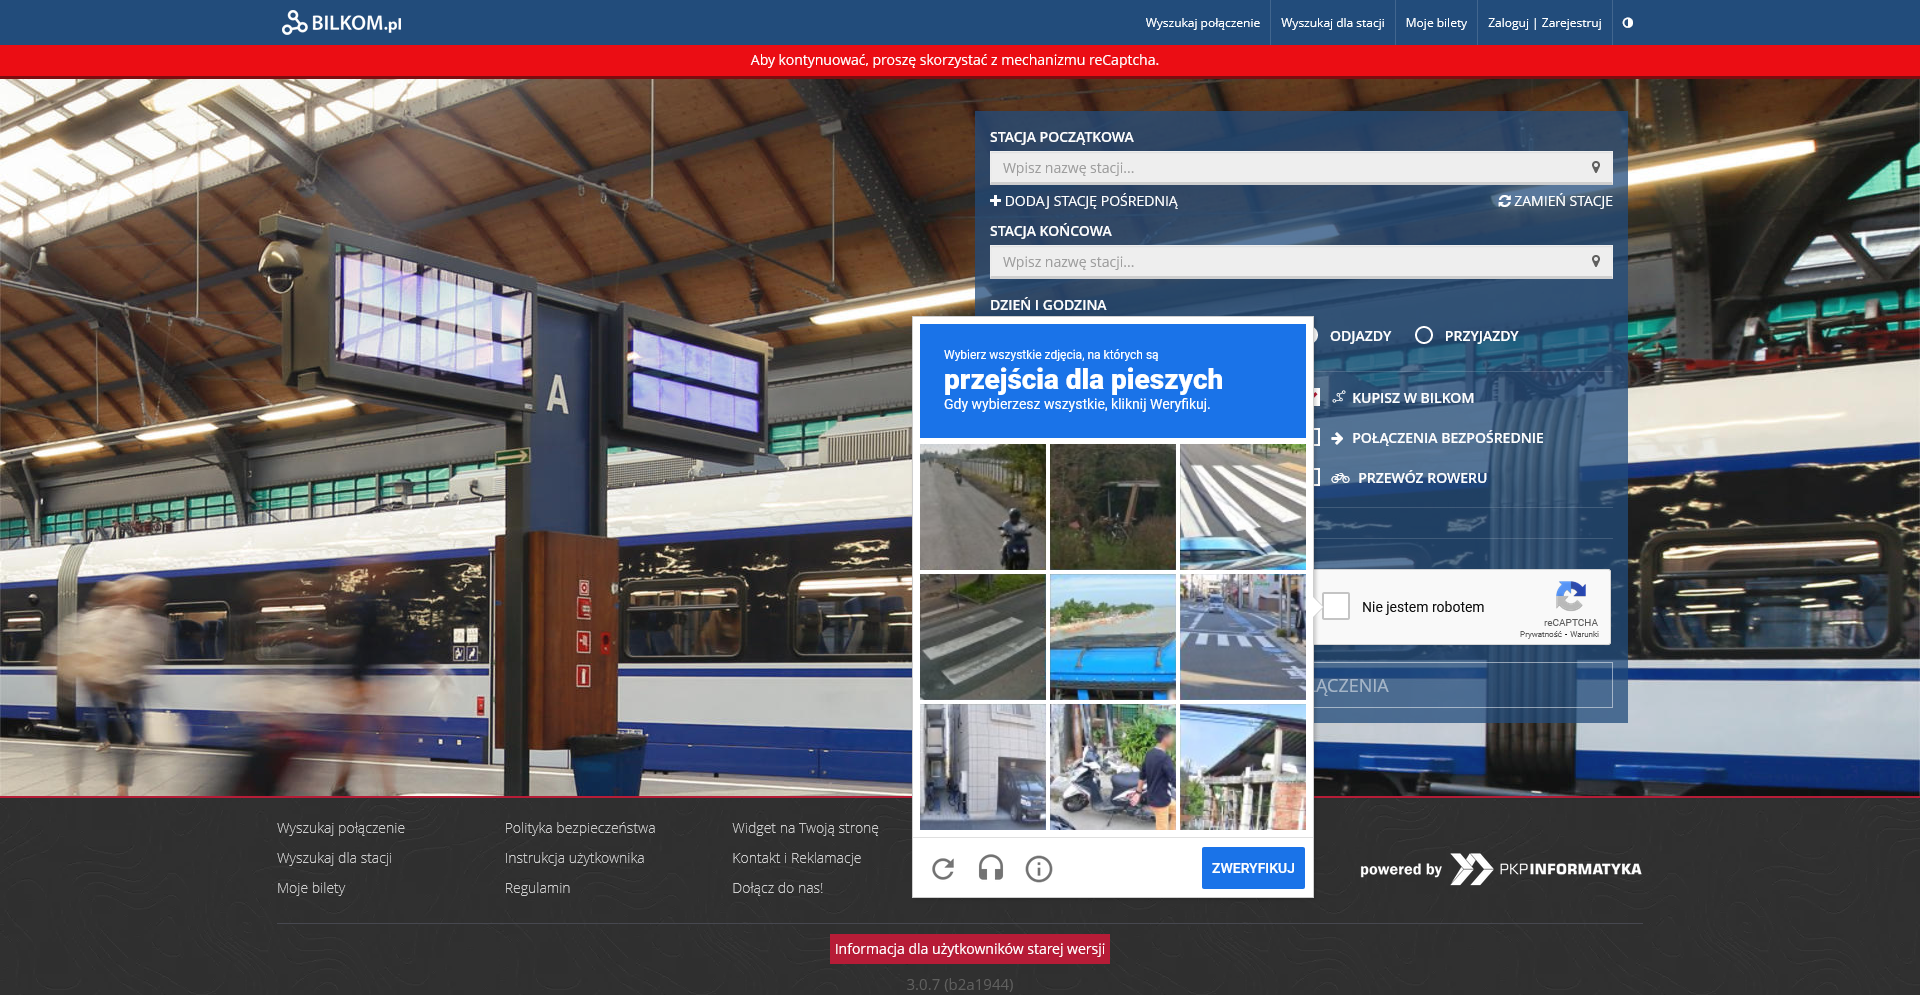 BILKOM.pl
Wyszukaj połączenie
Wyszukaj dla stacji
Moje bilety
Zaloguj | Zarejestruj
Aby kontynuować, proszę skorzystać z mechanizmu reCaptcha.
STACJA POCZĄTKOWA
Wpisz nazwę stacji...
DODAJ STACJĘ POŚREDNIĄ
ZAMIEŃ STACJE
STACJA KOŃCOWA
Wpisz nazwę stacji...
DZIEŃ I GODZINA
ODJAZDY
PRZYJAZDY
KUPISZ W BILKOM
POŁĄCZENIA BEZPOŚREDNIE
PRZEWÓZ ROWERU
A
Wybierz wszystkie zdjęcia, na których są
przejścia dla pieszych
Gdy wybierzesz wszystkie, kliknij Weryfikuj.
Nie jestem robotem
reCAPTCHA
Prywatność - Warunki
ĄCZENIA
ZWERYFIKUJ
Wyszukaj połączenie
Wyszukaj dla stacji
Moje bilety
Polityka bezpieczeństwa
Instrukcja użytkownika
Regulamin
Widget na Twoją stronę
Kontakt i Reklamacje
Dołącz do nas!
powered by PKPINFORMATYKA
Informacja dla użytkowników starej wersji
3.0.7 (b2a1944)